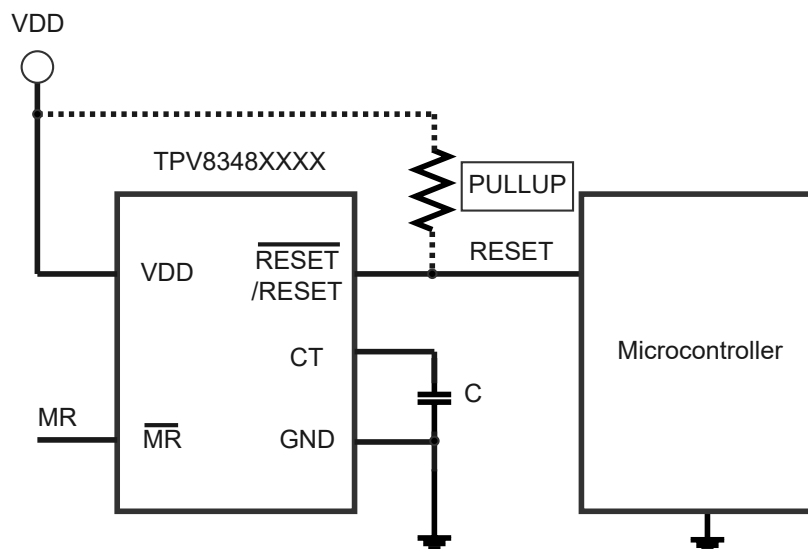 VDD
TPV8348XXXX
PULLUP
VDD
RESET
/RESET
RESET
CT
C
Microcontroller
MR
MR
GND